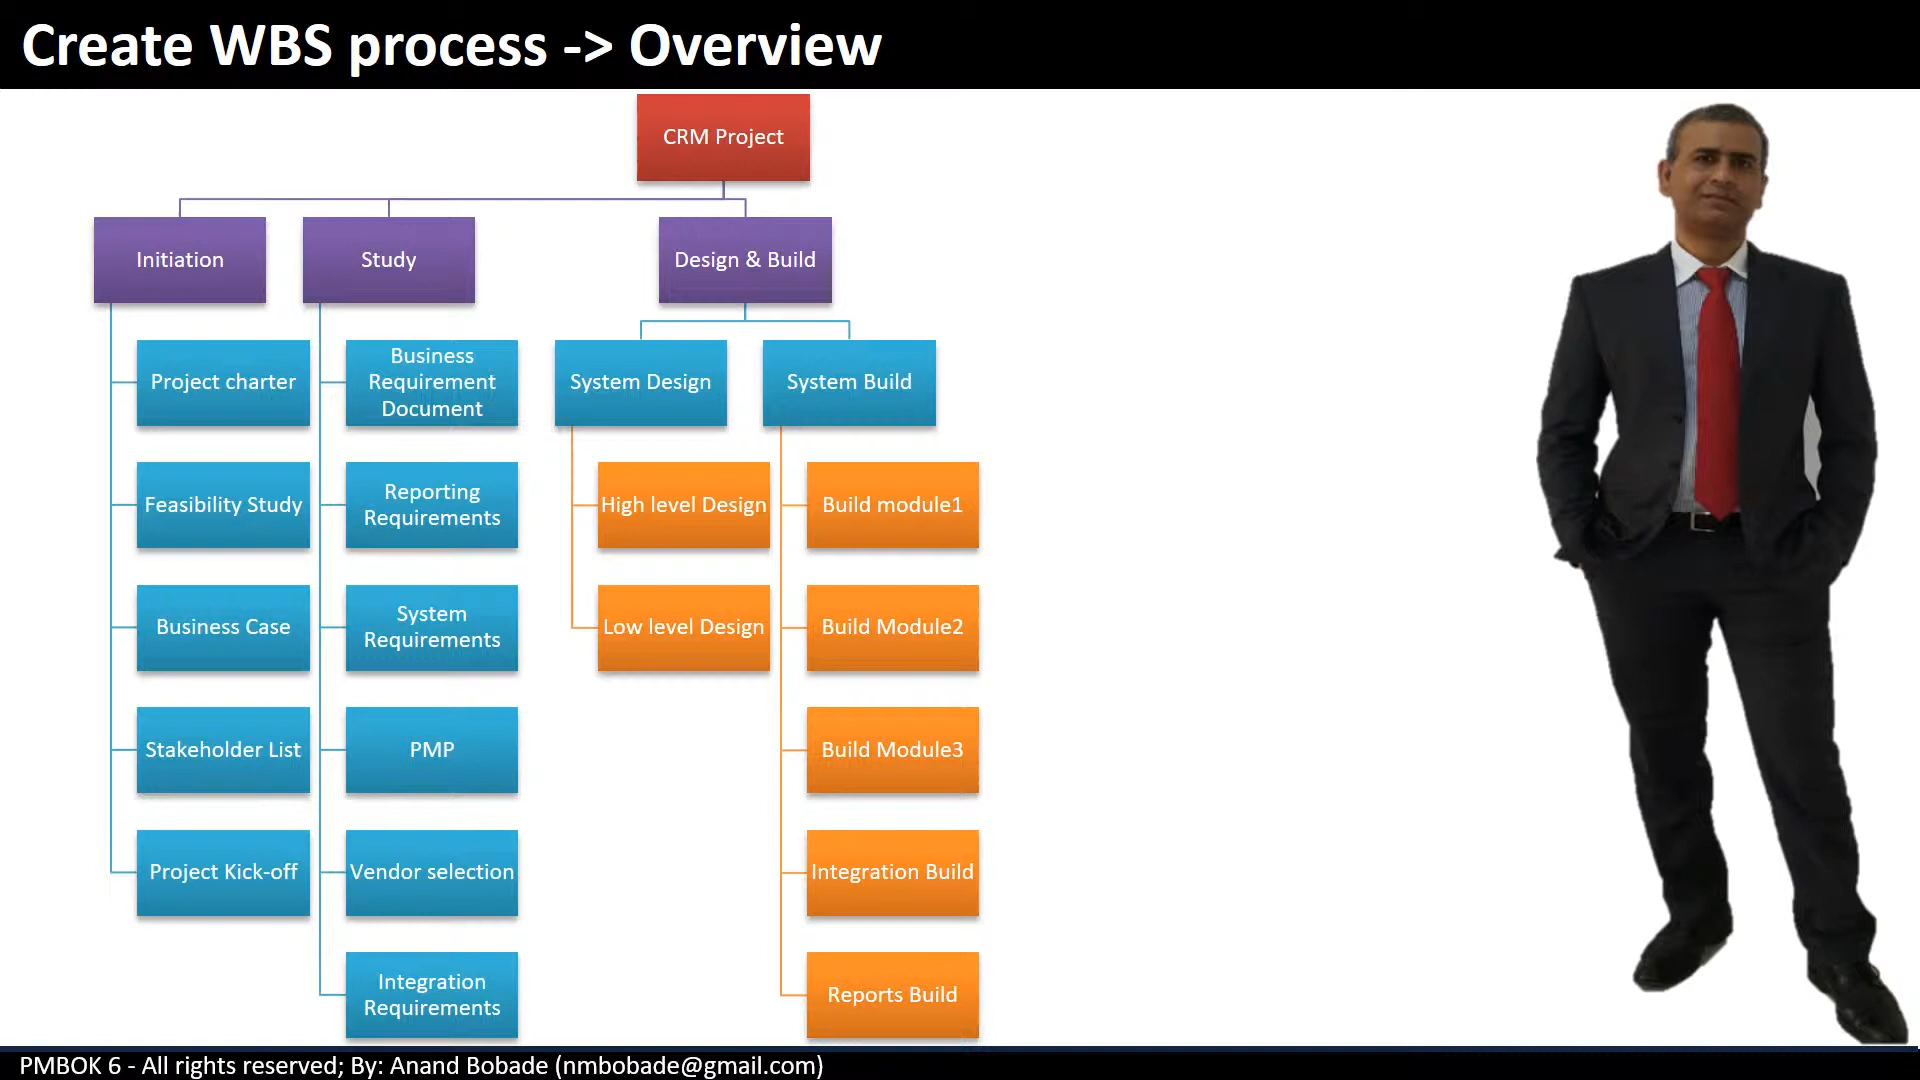 Create WBS process -> Overview
CRM Project
Initiation
Study
Design & Build
Project charter
Feasibility Study
Business Case
Stakeholder List
Project Kick-off
Business
Requirement
Document
Reporting
Requirements
System
Requirements
PMP
Vendor selection
Integration
Requirements
System Design
High level Design
Low level Design
System Build
Build module1
Build Module2
Build Module3
Integration Build
Reports Build
PMBOK 6 - All rights reserved; By: Anand Bobade (nmbobade@gmail.com)